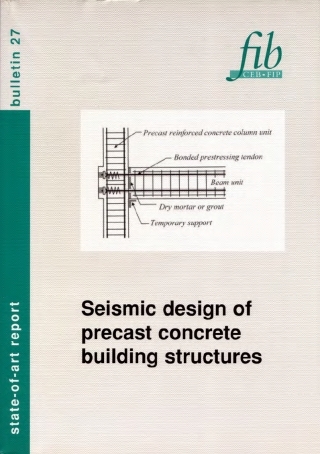 bulletin 27
fib
CEB•FIP
Precast reinforced concrete column unit
Bonded prestressing tendon
Beam unit
Dry mortar or grout
Temporary support
Seismic design of
precast concrete
building structures
state-of-art report